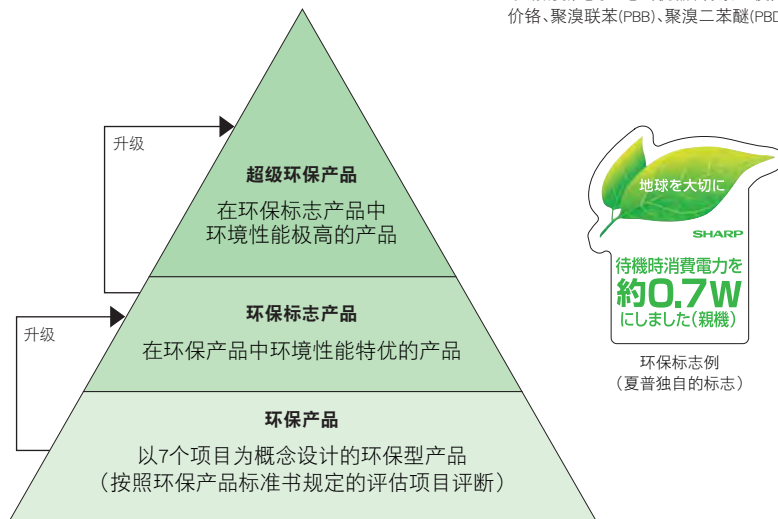 价铬、聚溴联苯(PBB)、聚溴二苯醚(PBD
升级
超级环保产品
在环保标志产品中
环境性能极高的产品
升级
环保标志产品
在环保产品中环境性能特优的产品
环保产品
以7个项目为概念设计的环保型产品
（按照环保产品标准书规定的评估项目评断）
地球を大切に
SHARP
待機時消費電力を
約0.7W
にしました（親機）
环保标志例
（夏普独自的标志）